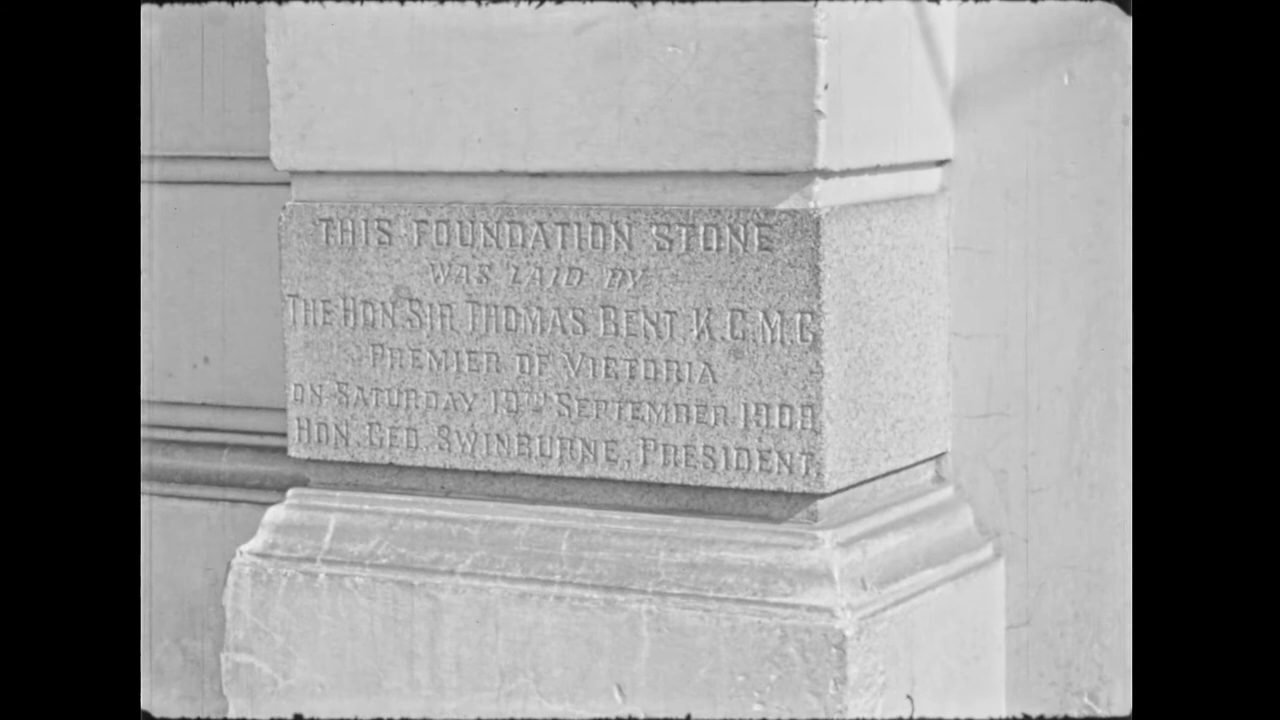 THIS FOUNDATION STONE
WAS LAID BY
THE HON. SIR THOMAS BENT. K.C.M.G
PREMIER OF VICTORIA
ON SATURDAY 19TH SEPTEMBER 1908
HON. GEO. SWINBURNE, PRESIDENT.